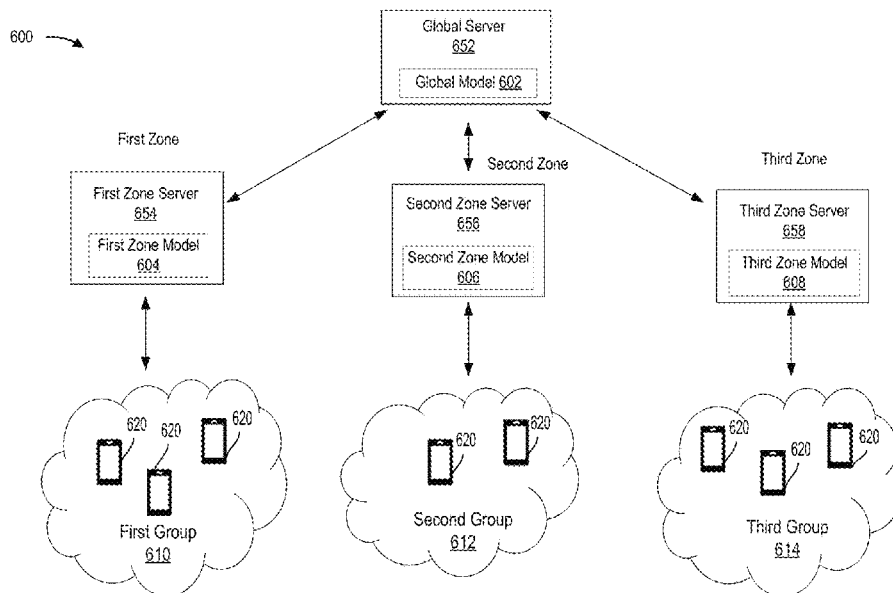 600
Global Server
652
Global Model 602
First Zone
Second Zone
Third Zone
First Zone Server
654
First Zone Model
604
Second Zone Server
656
Second Zone Model
606
Third Zone Server
658
Third Zone Model
608
620
620
620
First Group
610
620
620
Second Group
612
620
620
620
Third Group
614